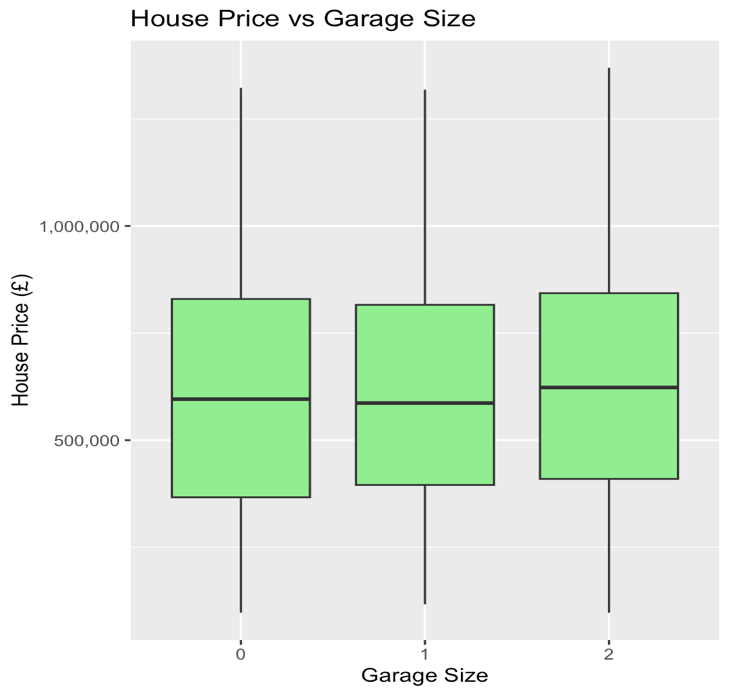 House Price vs Garage Size
House Price (£)
1,000,000
500,000
0
1
2
Garage Size